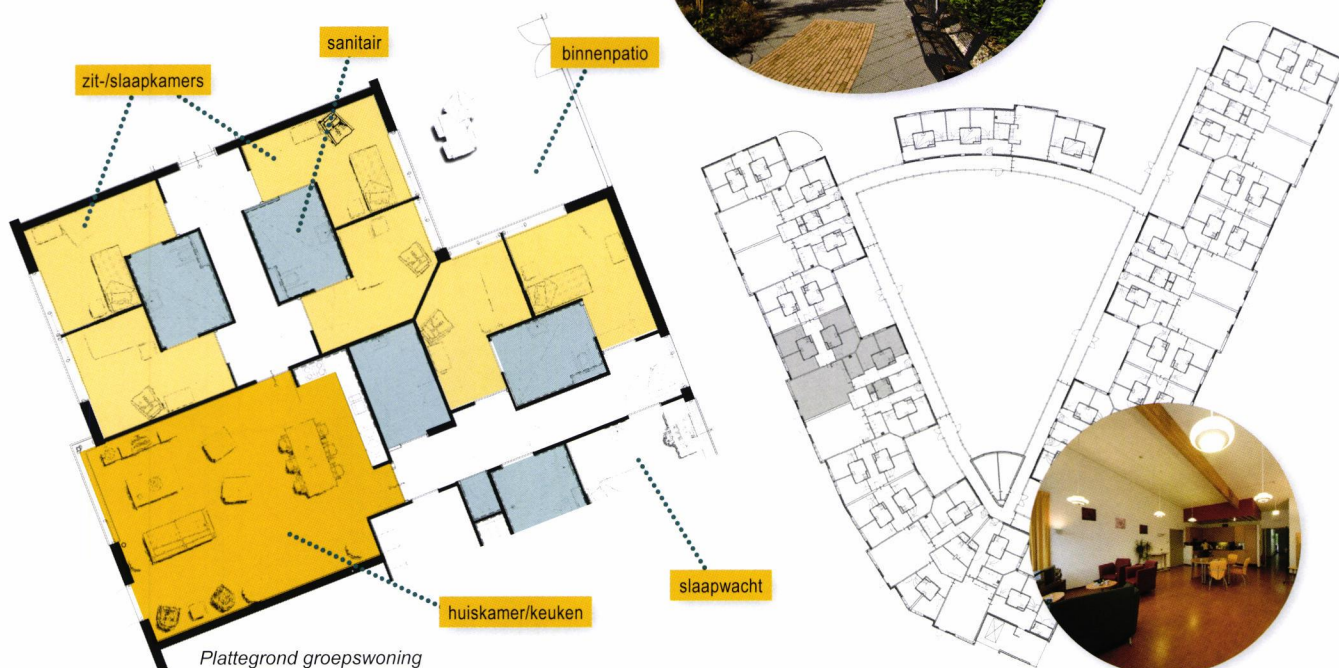 sanitair
binnenpatio
zit-/slaapkamers
slaapwacht
huiskamer/keuken
Plattegrond groepswoning